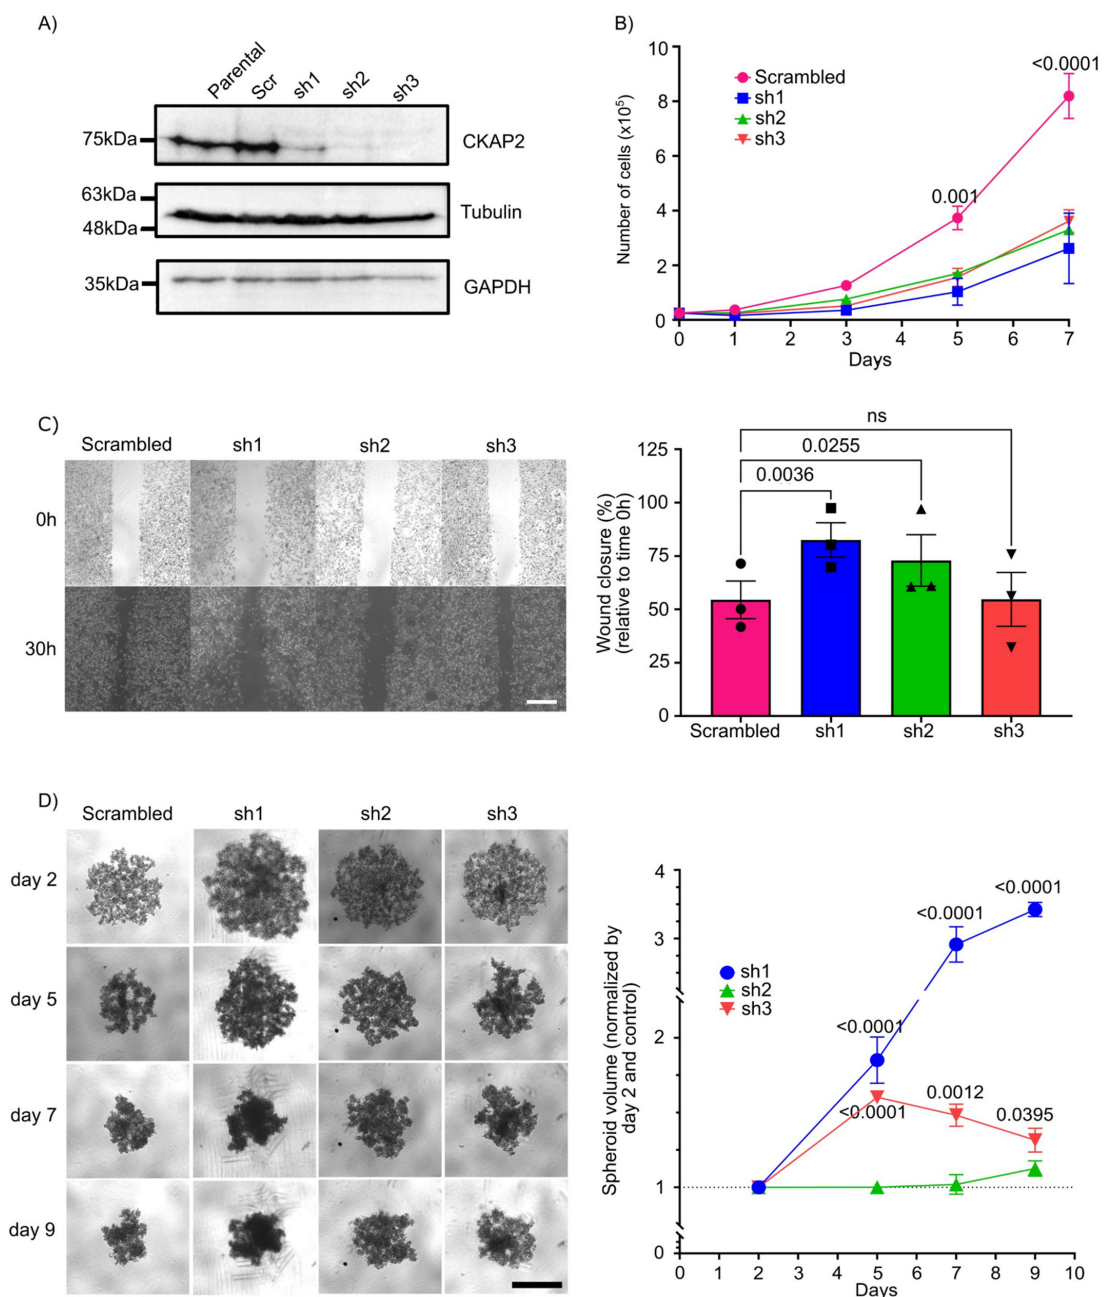 A)
Parental Scr sh1 sh2 sh3
75kDa CKAP2
63kDa
Tubulin
48kDa
35kDa GAPDH
B)
Number of cells (x10⁵)
10
8
6
4
2
0
Scrambled
sh1
sh2
sh3
<0.0001
0.001
0 1 2 3 4 5 6 7
Days
C)
Scrambled sh1 sh2 sh3
0h
30h
Wound closure (%)
(relative to time 0h)
125
100
75
50
25
0
ns
0.0255
0.0036
Scrambled sh1 sh2 sh3
D)
Scrambled sh1 sh2 sh3
day 2
day 5
day 7
day 9
Spheroid volume (normalized by
day 2 and control)
4
3
2
1
0
sh1
sh2
sh3
<0.0001
<0.0001
<0.0001
<0.0001
0.0012
0.0395
0 1 2 3 4 5 6 7 8 9 10
Days